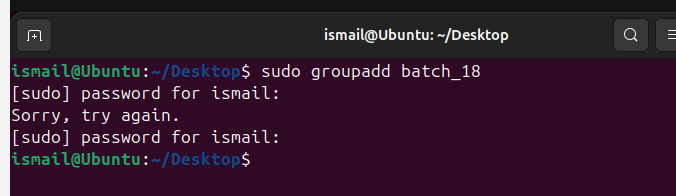 ismail@Ubuntu: ~/Desktop
ismail@Ubuntu:~/Desktop$ sudo groupadd batch_18
[sudo] password for ismail:
Sorry, try again.
[sudo] password for ismail:
ismail@Ubuntu:~/Desktop$